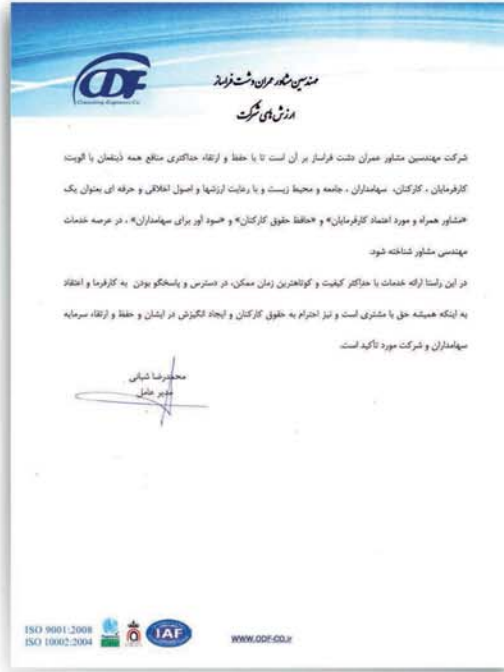 ODF
Consulting Engineers Co.
مهندسین مشاور عمران دشت فراساز
ارزش های شرکت
شرکت مهندسین مشاور عمران دشت فراساز بر آن است تا با حفظ و ارتقاء حداکثری منافع همه ذینفعان با الویت:
کارفرمایان ، کارکنان، سهامداران ، جامعه و محیط زیست و با رعایت ارزشها و اصول اخلاقی و حرفه ای بعنوان یک
«مشاور همراه و مورد اعتماد کارفرمایان» و «حافظ حقوق کارکنان» و «سود آور برای سهامداران» ، در عرصه خدمات
مهندسی مشاور شناخته شود.
در این راستا ارائه خدمات با حداکثر کیفیت و کوتاهترین زمان ممکن، در دسترس و پاسخگو بودن به کارفرما و اعتقاد
به اینکه همیشه حق با مشتری است و نیز احترام به حقوق کارکنان و ایجاد انگیزش در ایشان و حفظ و ارتقاء سرمایه
سهامداران و شرکت مورد تأکید است.
محمدرضا شبانی
مدیر عامل
ISO 9001:2008
ISO 10002:2004
IAF
WWW.ODF-CO.ir